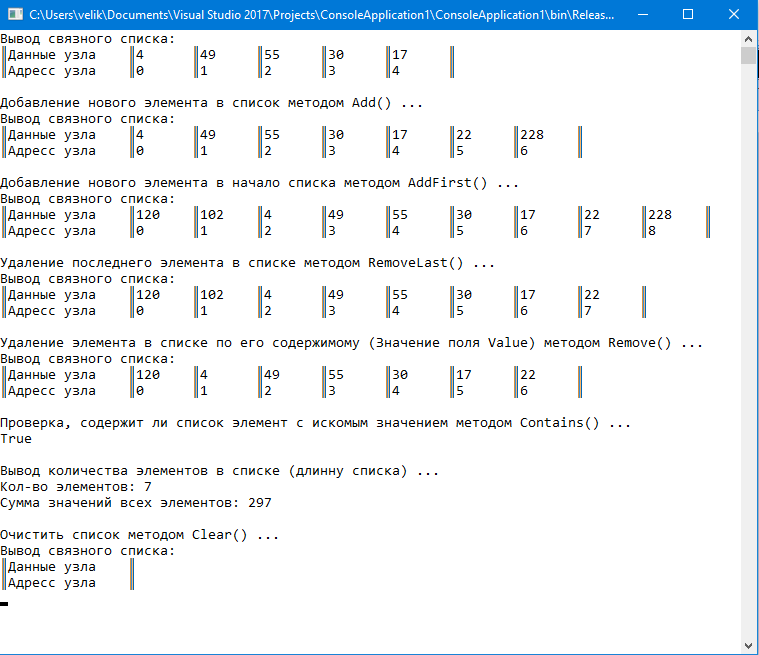 C:\Users\velik\Documents\Visual Studio 2017\Projects\ConsoleApplication1\ConsoleApplication1\bin\Releas...
Вывод связного списка:
Данные узла 4 49 55 30 17
Адресс узла 0 1 2 3 4
Добавление нового элемента в список методом Add() ...
Вывод связного списка:
Данные узла 4 49 55 30 17 22 228
Адресс узла 0 1 2 3 4 5 6
Добавление нового элемента в начало списка методом AddFirst() ...
Вывод связного списка:
Данные узла 120 102 4 49 55 30 17 22 228
Адресс узла 0 1 2 3 4 5 6 7 8
Удаление последнего элемента в списке методом RemoveLast() ...
Вывод связного списка:
Данные узла 120 102 4 49 55 30 17 22
Адресс узла 0 1 2 3 4 5 6 7
Удаление элемента в списке по его содержимому (Значение поля Value) методом Remove() ...
Вывод связного списка:
Данные узла 120 4 49 55 30 17 22
Адресс узла 0 1 2 3 4 5 6
Проверка, содержит ли список элемент с искомым значением методом Contains() ...
True
Вывод количества элементов в списке (длинну списка) ...
Кол-во элементов: 7
Сумма значений всех элементов: 297
Очистить список методом Clear() ...
Вывод связного списка:
Данные узла
Адресс узла